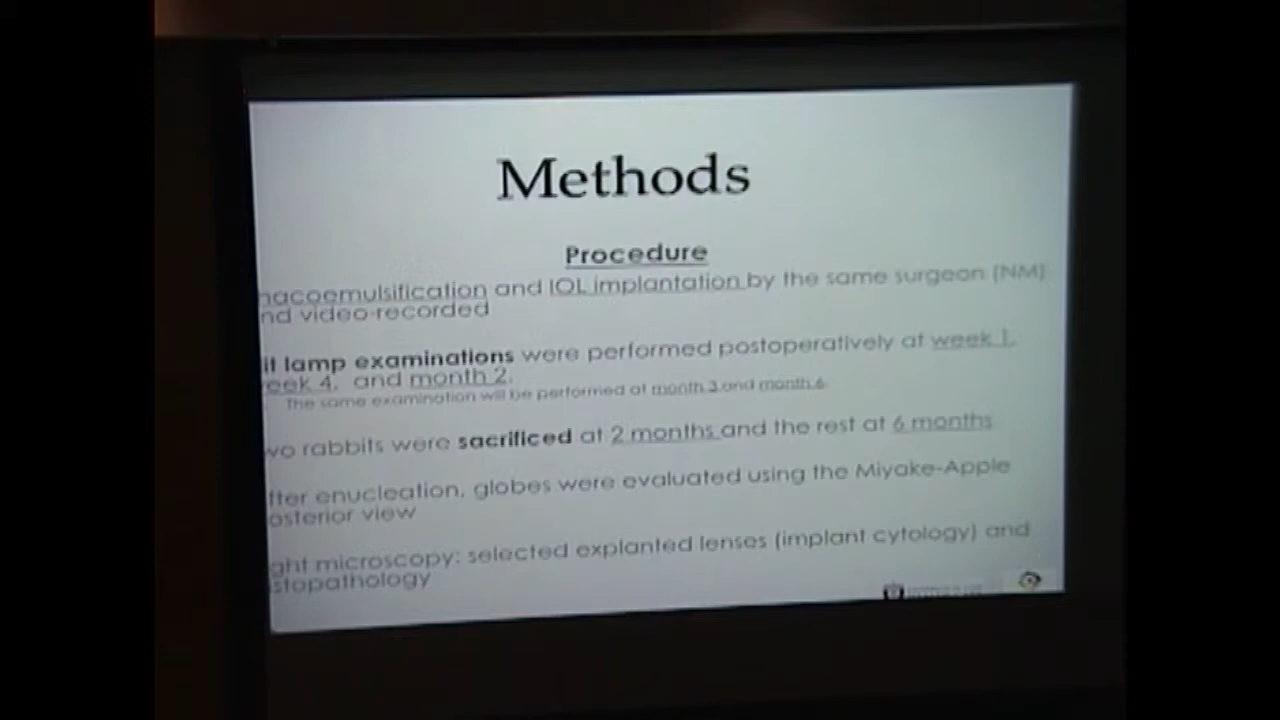 Methods
Procedure
hacoemulsification and IOL implantation by the same surgeon (NM)
nd video-recorded
it lamp examinations were performed postoperatively at week 1,
eek 4, and month 2.
The same examination will be performed at month 3 and month 6.
wo rabbits were sacrificed at 2 months and the rest at 6 months
fter enucleation, globes were evaluated using the Miyake-Apple
osterior view
ght microscopy: selected explanted lenses (implant cytology) and
stopathology